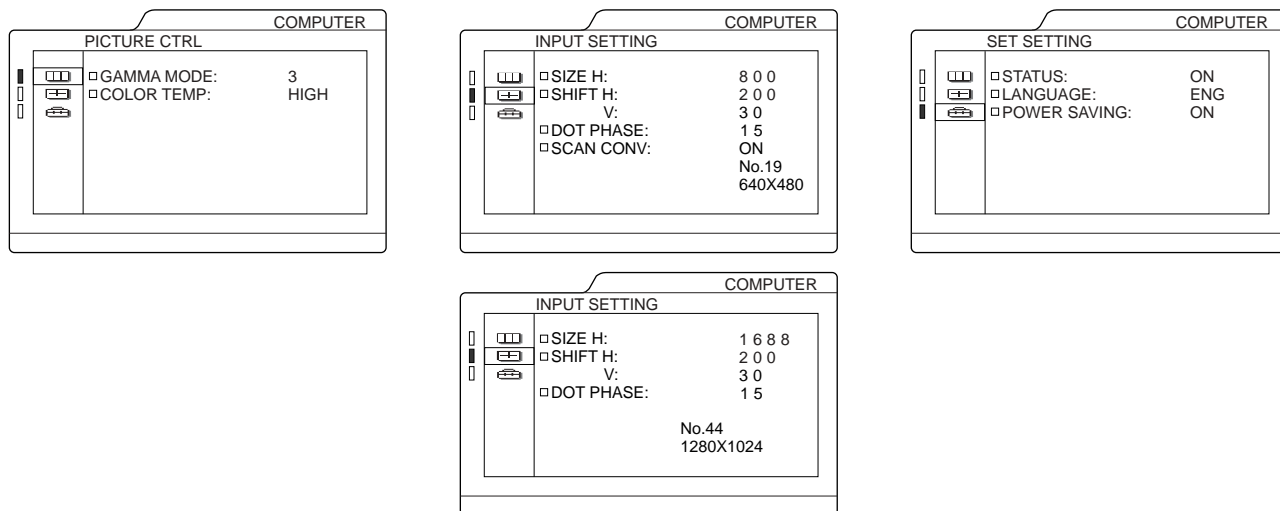 COMPUTER
PICTURE CTRL
GAMMA MODE: 3
COLOR TEMP: HIGH
COMPUTER
INPUT SETTING
SIZE H: 800
SHIFT H: 200
V: 30
DOT PHASE: 15
SCAN CONV: ON
No.19
640X480
COMPUTER
SET SETTING
STATUS: ON
LANGUAGE: ENG
POWER SAVING: ON
COMPUTER
INPUT SETTING
SIZE H: 1688
SHIFT H: 200
V: 30
DOT PHASE: 15
No.44
1280X1024